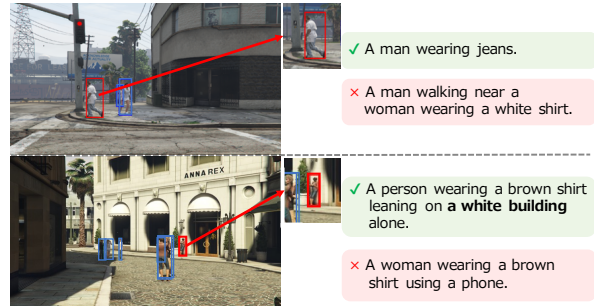 ✓ A man wearing jeans.
× A man walking near a
woman wearing a white shirt.
ANNA REX
✓ A person wearing a brown shirt
leaning on a white building
alone.
× A woman wearing a brown
shirt using a phone.